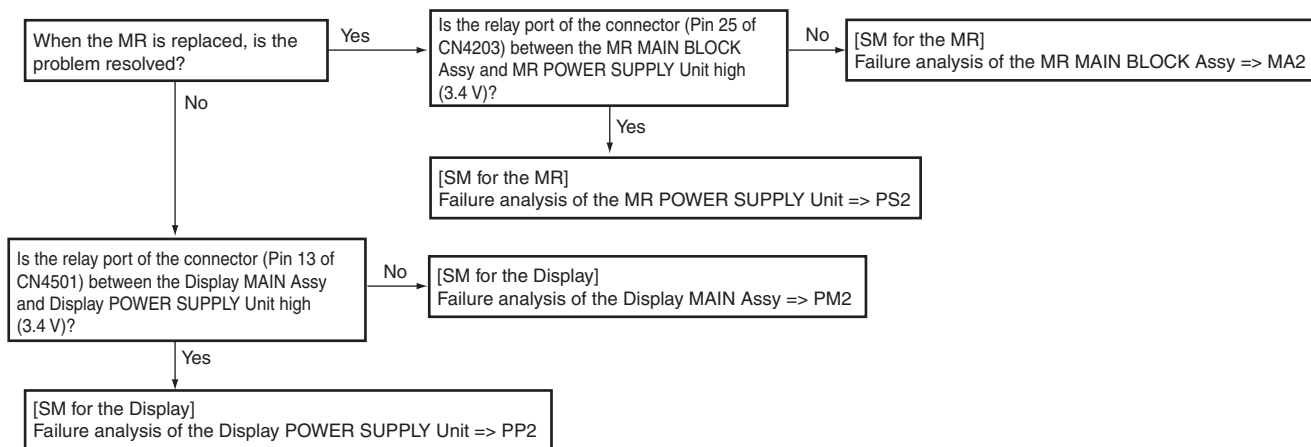 When the MR is replaced, is the
problem resolved?
Yes
Is the relay port of the connector (Pin 25 of
CN4203) between the MR MAIN BLOCK
Assy and MR POWER SUPPLY Unit high
(3.4 V)?
No
[SM for the MR]
Failure analysis of the MR MAIN BLOCK Assy => MA2
No
Yes
[SM for the MR]
Failure analysis of the MR POWER SUPPLY Unit => PS2
Is the relay port of the connector (Pin 13 of
CN4501) between the Display MAIN Assy
and Display POWER SUPPLY Unit high
(3.4 V)?
No
[SM for the Display]
Failure analysis of the Display MAIN Assy => PM2
Yes
[SM for the Display]
Failure analysis of the Display POWER SUPPLY Unit => PP2